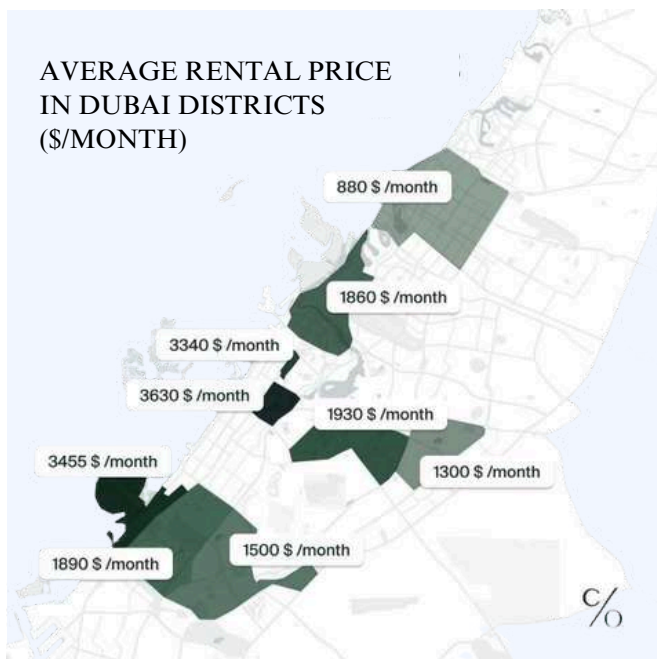 AVERAGE RENTAL PRICE
IN DUBAI DISTRICTS
($/MONTH)
880 $ /month
1860 $ /month
3340 $ /month
3630 $ /month
1930 $ /month
3455 $ /month
1300 $ /month
1500 $ /month
1890 $ /month
C/O